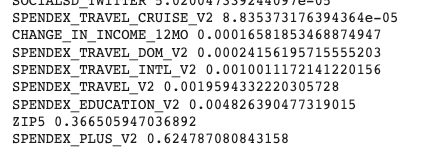 SPENDEX_TRAVEL_CRUISE_V2 8.835373176394364e-05
CHANGE_IN_INCOME_12MO 0.00016581853468874947
SPENDEX_TRAVEL_DOM_V2 0.00024156195715555203
SPENDEX_TRAVEL_INTL_V2 0.0010011172141220156
SPENDEX_TRAVEL_V2 0.0019594332220305728
SPENDEX_EDUCATION_V2 0.004826390477319015
ZIP5 0.366505947036892
SPENDEX_PLUS_V2 0.624787080843158